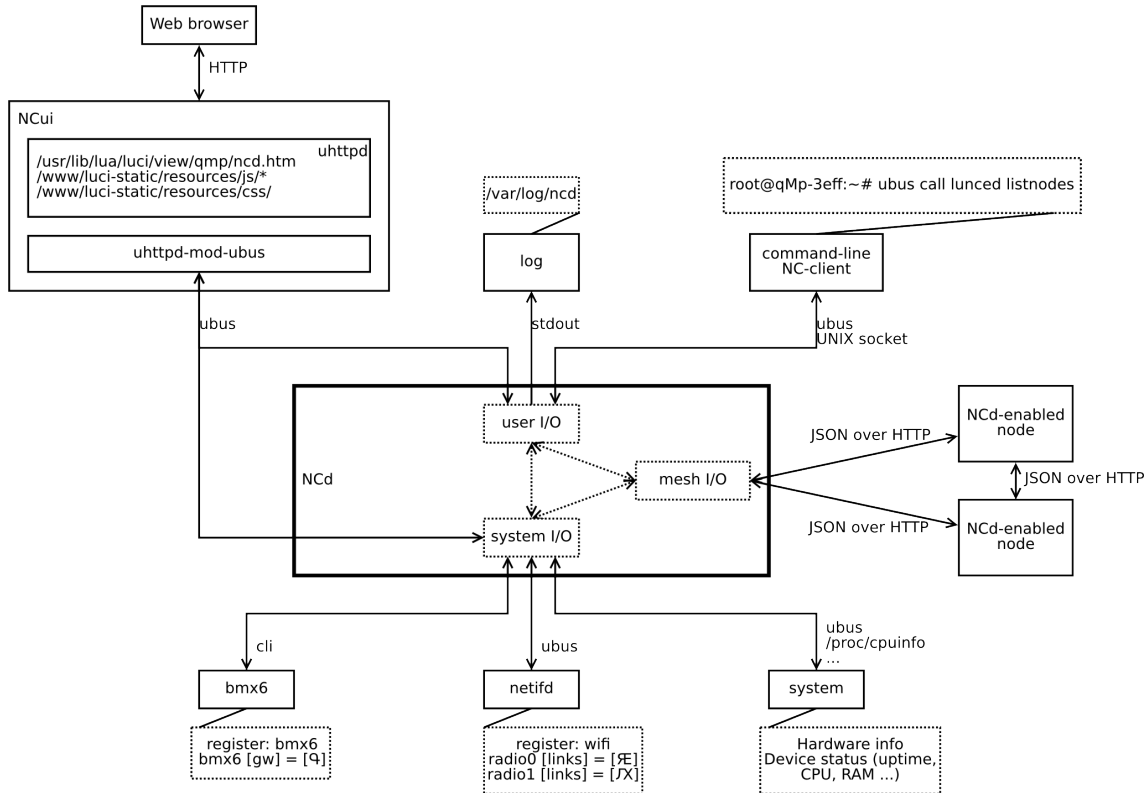 Web browser
HTTP
NCui
uhttpd
/usr/lib/lua/luci/view/qmp/ncd.htm
/www/luci-static/resources/js/*
/www/luci-static/resources/css/
uhttpd-mod-ubus
/var/log/ncd
log
root@qMp-3eff:~# ubus call lunced listnodes
command-line
NC-client
ubus
stdout
ubus
UNIX socket
NCd
user I/O
mesh I/O
system I/O
JSON over HTTP
JSON over HTTP
NCd-enabled
node
JSON over HTTP
NCd-enabled
node
cli
ubus
ubus
/proc/cpuinfo
...
bmx6
netifd
system
register: bmx6
bmx6 [gw] = [Ⴗ]
register: wifi
radio0 [links] = [Ԙ]
radio1 [links] = [Ԕ]
Hardware info
Device status (uptime,
CPU, RAM ...)